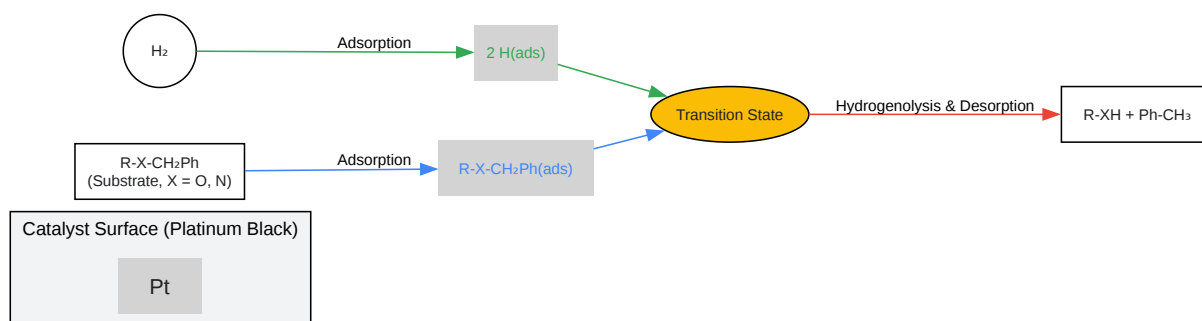 H₂
Adsorption
2 H(ads)
Transition State
Hydrogenolysis & Desorption
R-XH + Ph-CH₃
R-X-CH₂Ph
(Substrate, X = O, N)
Adsorption
R-X-CH₂Ph(ads)
Catalyst Surface (Platinum Black)
Pt